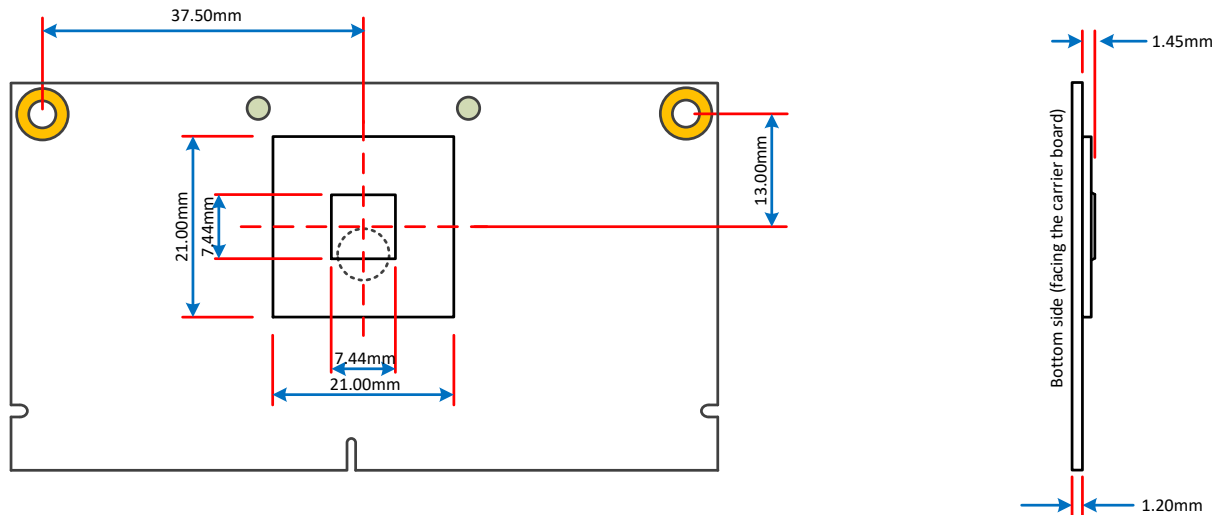 37.50mm
1.45mm
13.00mm
21.00mm
7.44mm
Bottom side (facing the carrier board)
7.44mm
21.00mm
1.20mm